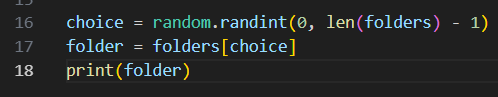 16 choice = random.randint(0, len(folders) - 1)
17 folder = folders[choice]
18 print(folder)